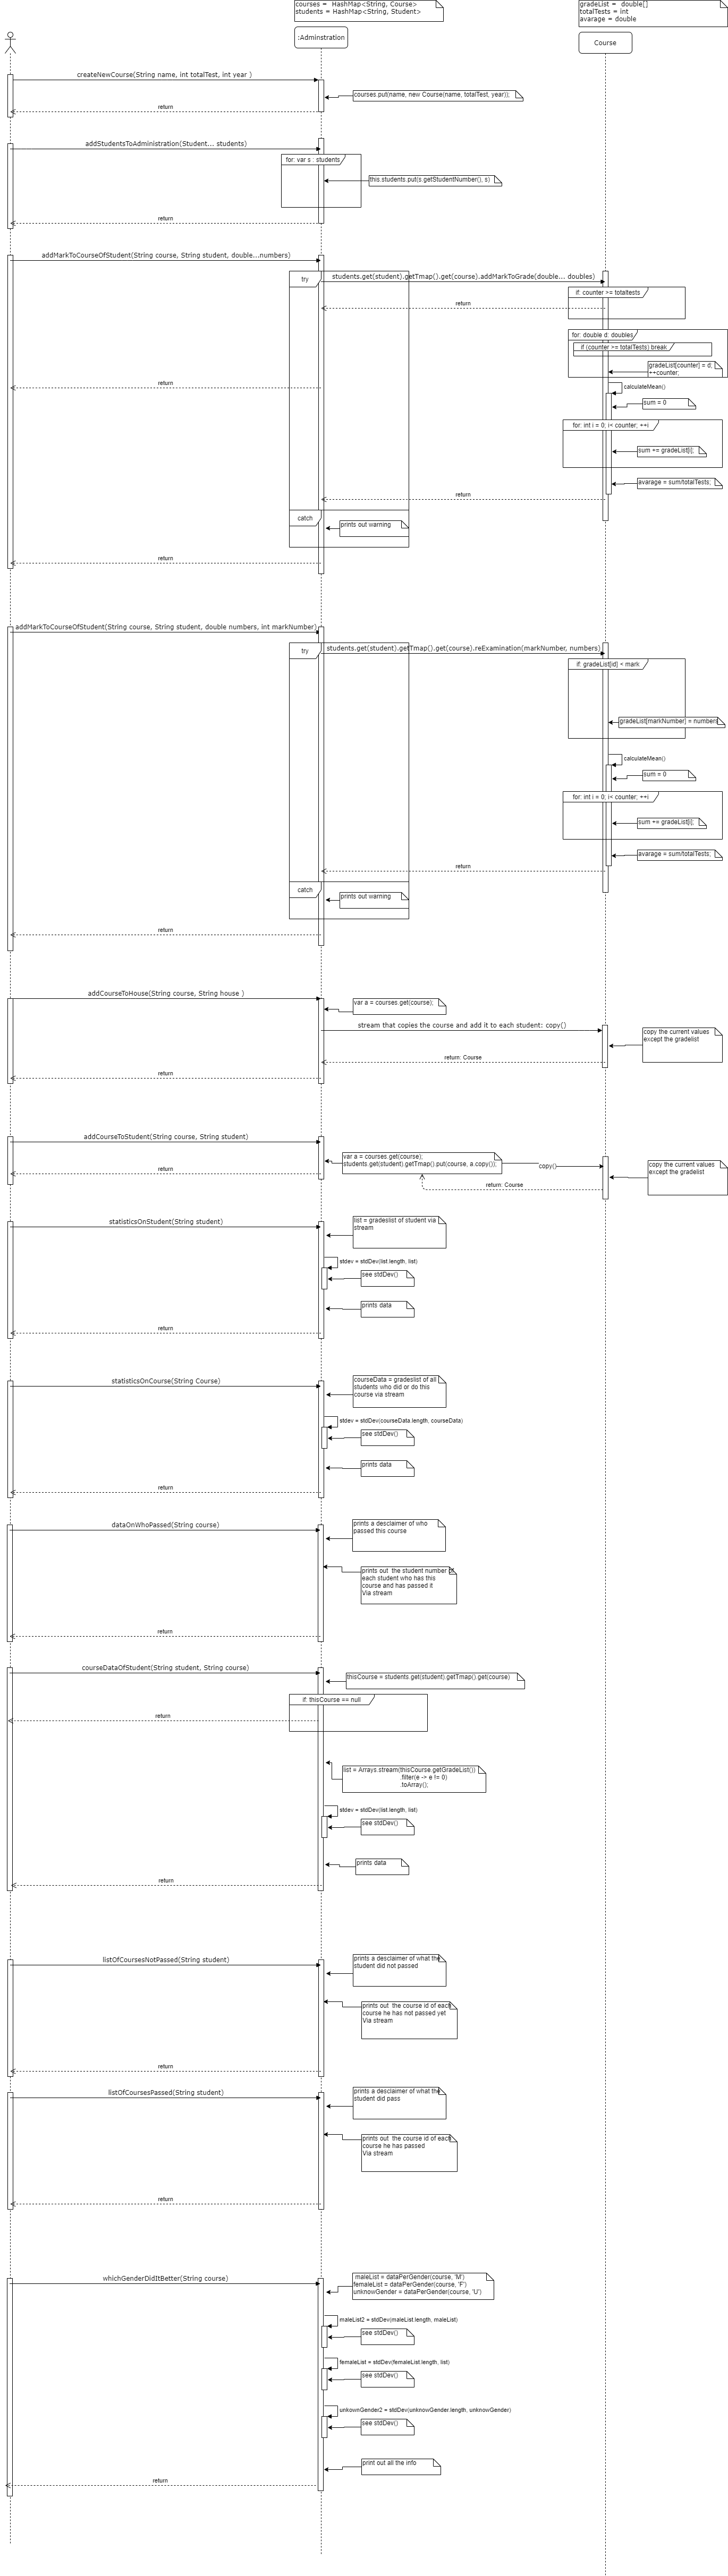 courses =  HashMap<String, Course>
students = HashMap<String, Student>
gradeList =  double[]
totalTests = int
avarage = double
:Adminstration
Course
createNewCourse(String name, int totalTest, int year )
courses.put(name, new Course(name, totalTest, year));
return
addStudentsToAdministration(Student... students)
for: var s : students
this.students.put(s.getStudentNumber(), s)
return
addMarkToCourseOfStudent(String course, String student, double...numbers)
try
students.get(student).getTmap().get(course).addMarkToGrade(double... doubles)
if: counter >= totaltests
return
for: double d: doubles
if (counter >= totalTests) break
gradeList[counter] = d;
++counter;
return
calculateMean()
sum = 0
for: int i = 0; i< counter; ++i
sum += gradeList[i];
avarage = sum/totalTests;
return
catch
prints out warning
return
addMarkToCourseOfStudent(String course, String student, double numbers, int markNumber)
try
students.get(student).getTmap().get(course).reExamination(markNumber, numbers)
if: gradeList[id] < mark
gradeList[markNumber] = number;
calculateMean()
sum = 0
for: int i = 0; i< counter; ++i
sum += gradeList[i];
avarage = sum/totalTests;
return
catch
prints out warning
return
addCourseToHouse(String course, String house )
var a = courses.get(course);
stream that copies the course and add it to each student: copy()
copy the current values
except the gradelist
return: Course
return
addCourseToStudent(String course, String student)
var a = courses.get(course);
students.get(student).getTmap().put(course, a.copy());
copy()
copy the current values
except the gradelist
return
return: Course
statisticsOnStudent(String student)
list = gradeslist of student via
stream
stdev = stdDev(list.length, list)
see stdDev()
prints data
return
statisticsOnCourse(String Course)
courseData = gradeslist of all
students who did or do this
course via stream
stdev = stdDev(courseData.length, courseData)
see stdDev()
prints data
return
dataOnWhoPassed(String course)
prints a desclaimer of who
passed this course
prints out  the student number of
each student who has this
course and has passed it
Via stream
return
courseDataOfStudent(String student, String course)
thisCourse = students.get(student).getTmap().get(course)
if: thisCourse == null
return
list = Arrays.stream(thisCourse.getGradeList())
.filter(e -> e != 0)
.toArray();
stdev = stdDev(list.length, list)
see stdDev()
prints data
return
listOfCoursesNotPassed(String student)
prints a desclaimer of what the
student did not passed
prints out  the course id of each
course he has not passed yet
Via stream
return
listOfCoursesPassed(String student)
prints a desclaimer of what the
student did pass
prints out  the course id of each
course he has passed
Via stream
return
whichGenderDidItBetter(String course)
maleList = dataPerGender(course, 'M')
femaleList = dataPerGender(course, 'F')
unknowGender = dataPerGender(course, 'U')
maleList2 = stdDev(maleList.length, maleList)
see stdDev()
femaleList = stdDev(femaleList.length, list)
see stdDev()
unkownGender2 = stdDev(unknowGender.length, unknowGender)
see stdDev()
print out all the info
return